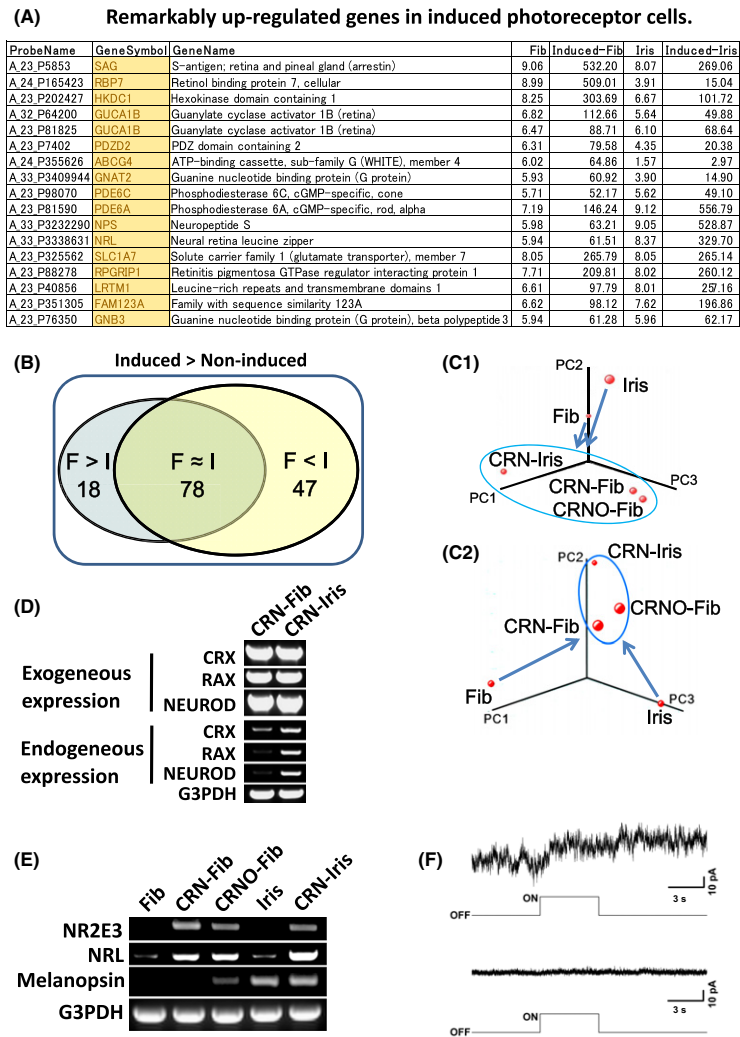 (A) Remarkably up-regulated genes in induced photoreceptor cells.
ProbeName GeneSymbol GeneName Fib Induced-Fib Iris Induced-Iris
A_23_P5853 SAG S-antigen; retina and pineal gland (arrestin) 9.06 532.20 8.07 269.06
A_24_P165423 RBP7 Retinol binding protein 7, cellular 8.99 509.01 3.91 15.04
A_23_P202427 HKDC1 Hexokinase domain containing 1 8.25 303.69 6.67 101.72
A_32_P64200 GUCA1B Guanylate cyclase activator 1B (retina) 6.82 112.66 5.64 49.88
A_23_P81825 GUCA1B Guanylate cyclase activator 1B (retina) 6.47 88.71 6.10 68.64
A_23_P7402 PDZD2 PDZ domain containing 2 6.31 79.58 4.35 20.38
A_24_P355626 ABCG4 ATP-binding cassette, sub-family G (WHITE), member 4 6.02 64.86 1.57 2.97
A_33_P3409944 GNAT2 Guanine nucleotide binding protein (G protein) 5.93 60.92 3.90 14.90
A_23_P98070 PDE6C Phosphodiesterase 6C, cGMP-specific, cone 5.71 52.17 5.62 49.10
A_23_P81590 PDE6A Phosphodiesterase 6A, cGMP-specific, rod, alpha 7.19 146.24 9.12 556.79
A_33_P3232290 NPS Neuropeptide S 5.98 63.21 9.05 528.87
A_33_P3338631 NRL Neural retina leucine zipper 5.94 61.51 8.37 329.70
A_23_P325562 SLC1A7 Solute carrier family 1 (glutamate transporter), member 7 8.05 265.79 8.05 265.14
A_23_P88278 RPGRIP1 Retinitis pigmentosa GTPase regulator interacting protein 1 7.71 209.81 8.02 260.12
A_23_P40856 LRTM1 Leucine-rich repeats and transmembrane domains 1 6.61 97.79 8.01 257.16
A_23_P351305 FAM123A Family with sequence similarity 123A 6.62 98.12 7.62 196.86
A_23_P76350 GNB3 Guanine nucleotide binding protein (G protein), beta polypeptide 3 5.94 61.28 5.96 62.17
(B) Induced > Non-induced
F > I
18
F ≈ I
78
F < I
47
(C1)
PC2
Iris
Fib
CRN-Iris
PC3
CRN-Fib
PC1
CRNO-Fib
(C2)
PC2
CRN-Iris
CRNO-Fib
CRN-Fib
Fib
PC3
PC1
Iris
(D)
CRN-Fib
CRN-Iris
Exogeneous
expression
CRX
RAX
NEUROD
Endogeneous
expression
CRX
RAX
NEUROD
G3PDH
(E)
Fib
CRN-Fib
CRNO-Fib
Iris
CRN-Iris
NR2E3
NRL
Melanopsin
G3PDH
(F)
3 s
10 pA
ON
OFF
3 s
10 pA
ON
OFF